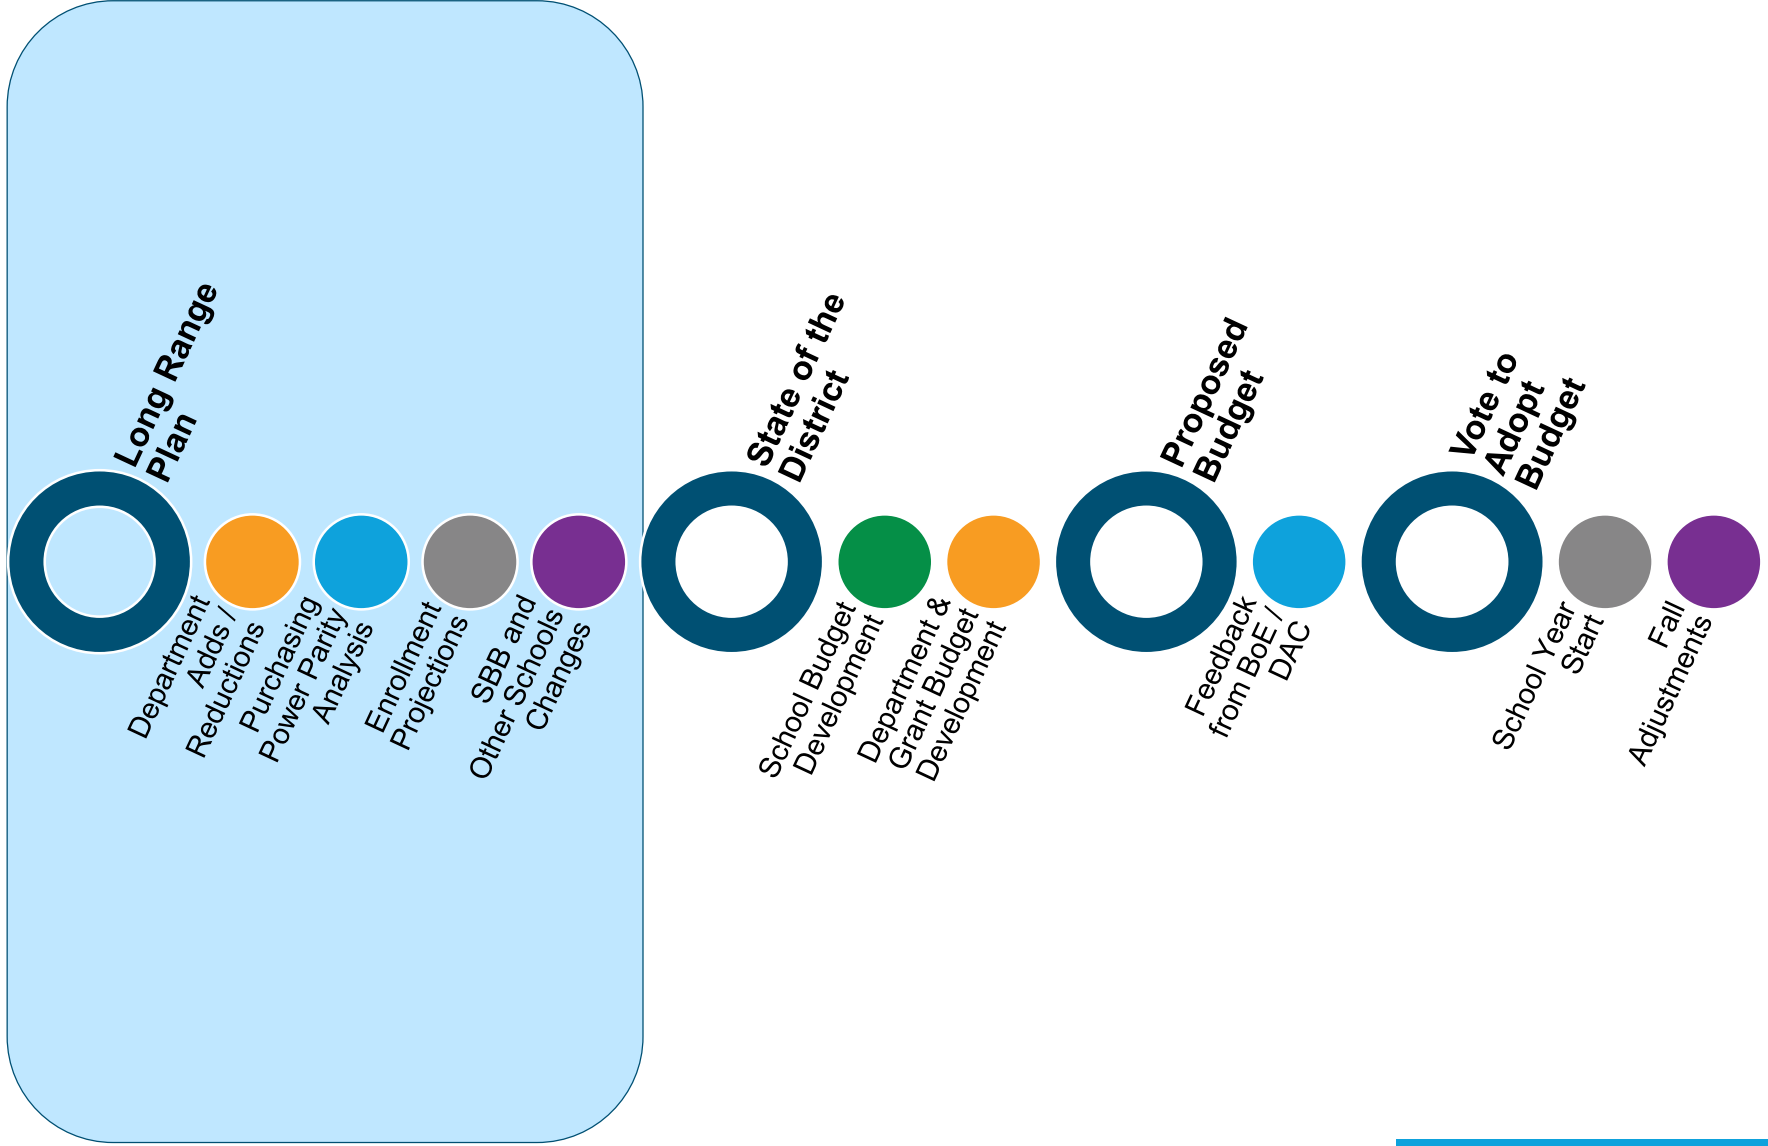 Long Range
Plan
Department
Adds /
Reductions
Purchasing
Power Parity
Analysis
Enrollment
Projections
SBB and
Other Schools
Changes
State of the
District
School Budget
Development
Department &
Grant Budget
Development
Proposed
Budget
Feedback
from BoE /
DAC
Vote to
Adopt
Budget
School Year
Start
Fall
Adjustments